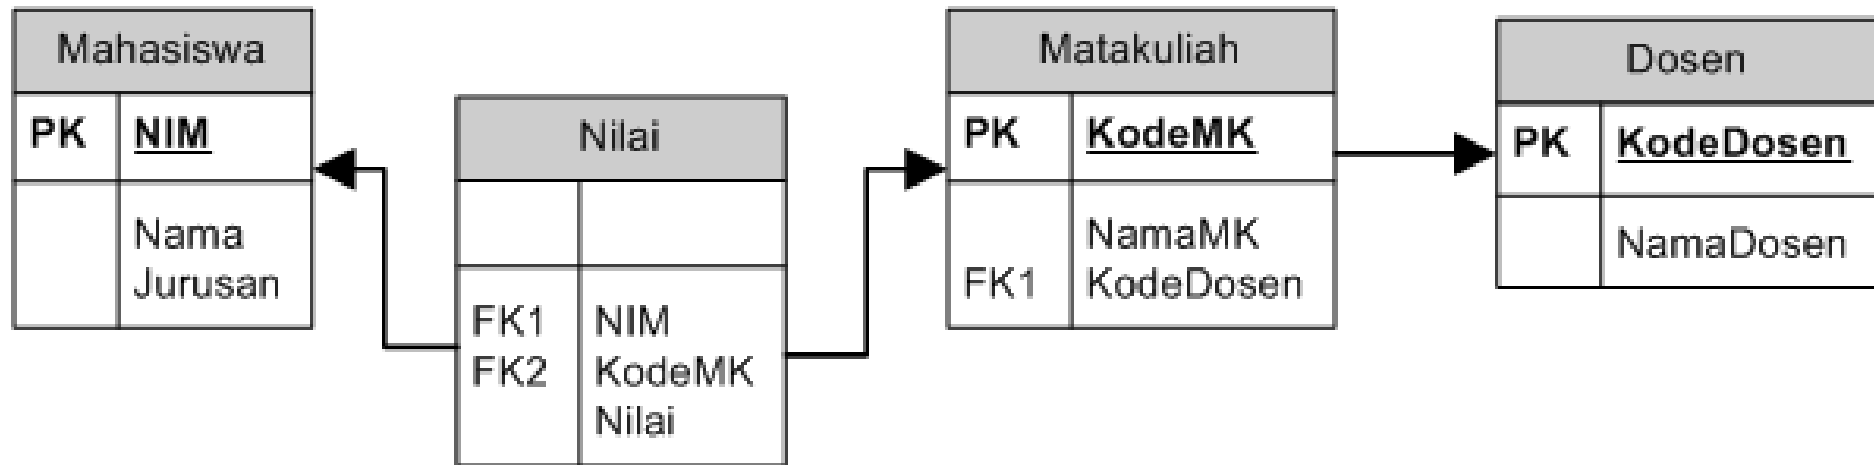 Mahasiswa
PK NIM
Nama
Jurusan
Nilai
FK1 NIM
FK2 KodeMK
Nilai
Matakuliah
PK KodeMK
NamaMK
FK1 KodeDosen
Dosen
PK KodeDosen
NamaDosen